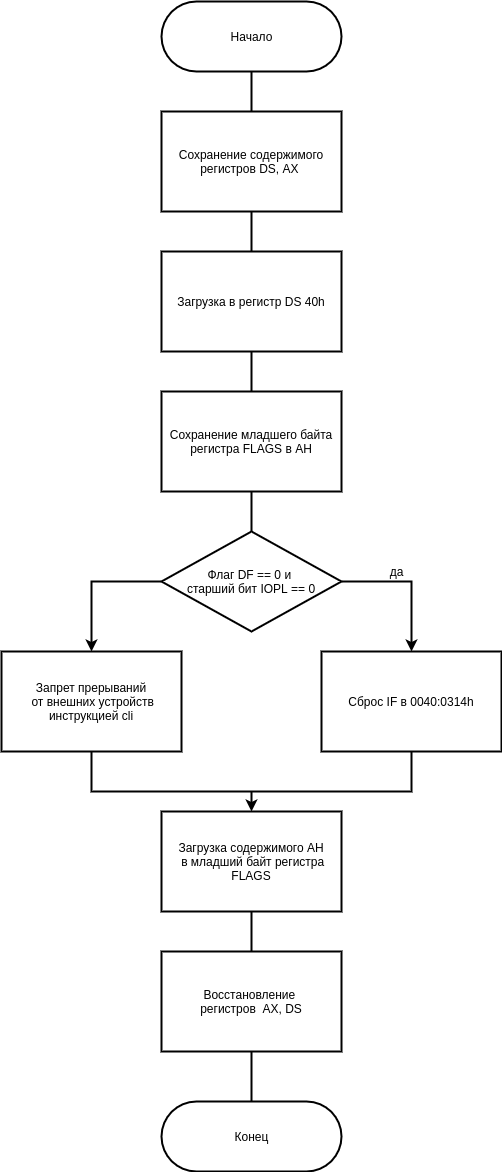 Начало
Сохранение содержимого
регистров DS, AX
Загрузка в регистр DS 40h
Сохранение младшего байта
регистра FLAGS в AH
Флаг DF == 0 и
старший бит IOPL == 0
да
Запрет прерываний
от внешних устройств
инструкцией cli
Сброс IF в 0040:0314h
Загрузка содержимого AH
в младший байт регистра
FLAGS
Восстановление
регистров  AX, DS
Конец